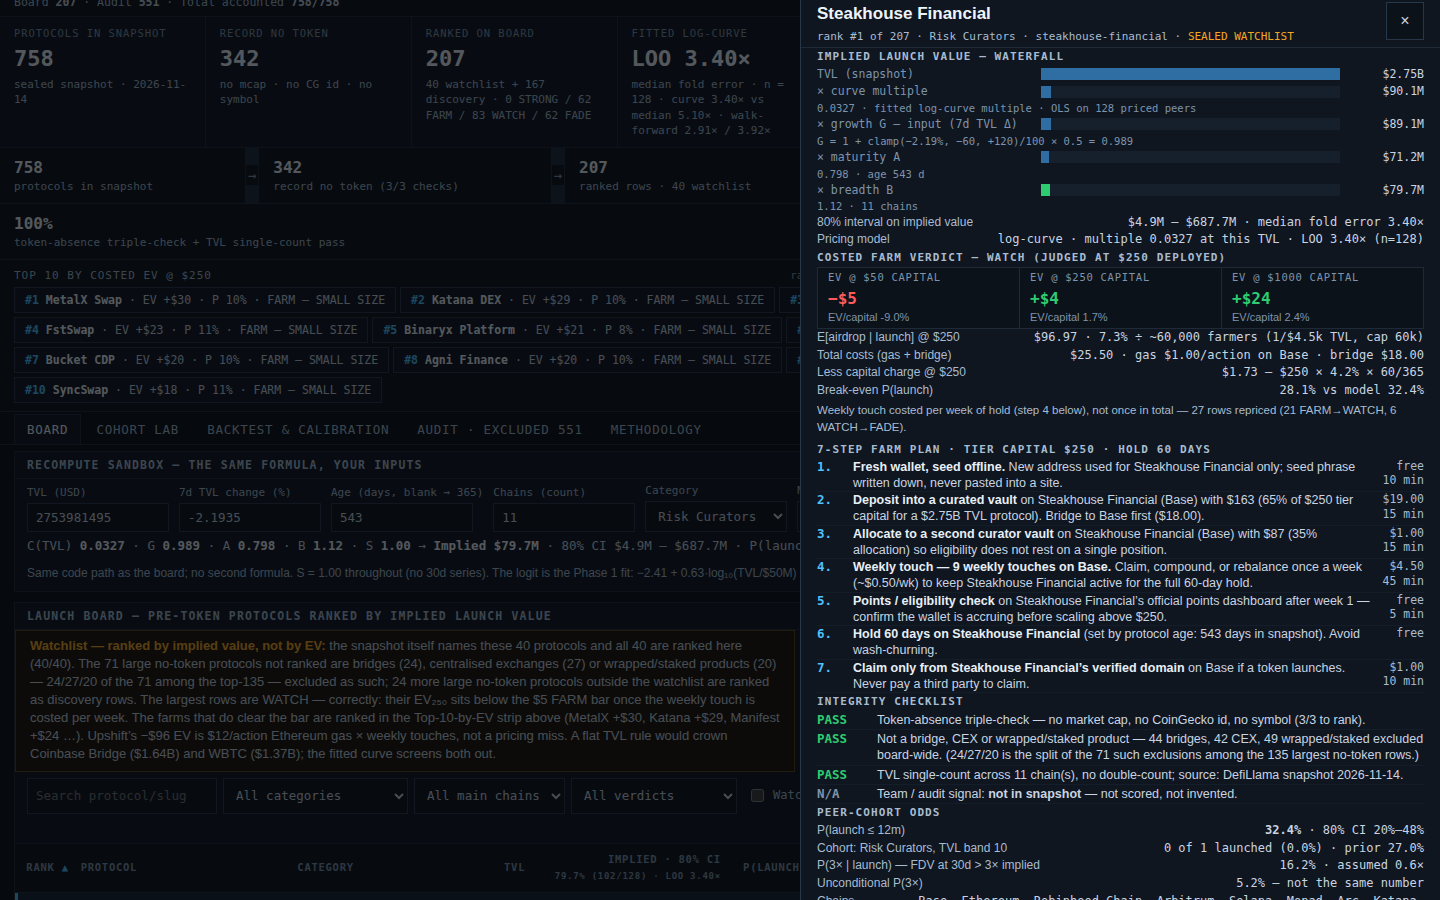 Board 207 · Audit 551 · Total accounted 758/758
PROTOCOLS IN SNAPSHOT
758
sealed snapshot · 2026-11-
14
RECORD NO TOKEN
342
no mcap · no CG id · no
symbol
RANKED ON BOARD
207
40 watchlist + 167
discovery · 0 STRONG / 62
FARM / 83 WATCH / 62 FADE
FITTED LOG-CURVE
LOO 3.40×
median fold error · n =
128 · curve 3.40× vs
median 5.10× · walk-
forward 2.91× / 3.92×
758
protocols in snapshot
→
342
record no token (3/3 checks)
→
207
ranked rows · 40 watchlist
100%
token-absence triple-check + TVL single-count pass
TOP 10 BY COSTED EV @ $250
#1 MetalX Swap · EV +$30 · P 10% · FARM — SMALL SIZE
#2 Katana DEX · EV +$29 · P 10% · FARM — SMALL SIZE
#4 FstSwap · EV +$23 · P 11% · FARM — SMALL SIZE
#5 Binaryx Platform · EV +$21 · P 8% · FARM — SMALL SIZE
#7 Bucket CDP · EV +$20 · P 10% · FARM — SMALL SIZE
#8 Agni Finance · EV +$20 · P 10% · FARM — SMALL SIZE
#10 SyncSwap · EV +$18 · P 11% · FARM — SMALL SIZE
BOARD COHORT LAB BACKTEST & CALIBRATION AUDIT · EXCLUDED 551 METHODOLOGY
RECOMPUTE SANDBOX — THE SAME FORMULA, YOUR INPUTS
TVL (USD) 7d TVL change (%) Age (days, blank → 365) Chains (count) Category
2753981495 -2.1935 543 11 Risk Curators
C(TVL) 0.0327 · G 0.989 · A 0.798 · B 1.12 · S 1.00 → Implied $79.7M · 80% CI $4.9M — $687.7M · P(launc
Same code path as the board; no second formula. S = 1.00 throughout (no 30d series). The logit is the Phase 1 fit: −2.41 + 0.63·log₁₀(TVL/$50M)
LAUNCH BOARD — PRE-TOKEN PROTOCOLS RANKED BY IMPLIED LAUNCH VALUE
Watchlist — ranked by implied value, not by EV: the snapshot itself names these 40 protocols and all 40 are ranked here
(40/40). The 71 large no-token protocols not ranked are bridges (24), centralised exchanges (27) or wrapped/staked products (20)
— 24/27/20 of the 71 among the top-135 — excluded as such; 24 more large no-token protocols outside the watchlist are ranked
as discovery rows. The largest rows are WATCH — correctly: their EV₂₅₀ sits below the $5 FARM bar once the weekly touch is
costed per week. The farms that do clear the bar are ranked in the Top-10-by-EV strip above (MetalX +$30, Katana +$29, Manifest
+$24 …). Upshift's −$96 EV is $12/action Ethereum gas × weekly touches, not a pricing miss. A flat TVL rule would crown
Coinbase Bridge ($1.64B) and WBTC ($1.37B); the fitted curve screens both out.
Search protocol/slug All categories All main chains All verdicts Watc
RANK ▲ PROTOCOL CATEGORY TVL IMPLIED · 80% CI P(LAUNCH
79.7% (102/128) · LOO 3.40×
Steakhouse Financial
×
rank #1 of 207 · Risk Curators · steakhouse-financial · SEALED WATCHLIST
IMPLIED LAUNCH VALUE — WATERFALL
TVL (snapshot) $2.75B
× curve multiple $90.1M
0.0327 · fitted log-curve multiple · OLS on 128 priced peers
× growth G — input (7d TVL Δ) $89.1M
G = 1 + clamp(−2.19%, −60, +120)/100 × 0.5 = 0.989
× maturity A $71.2M
0.798 · age 543 d
× breadth B $79.7M
1.12 · 11 chains
80% interval on implied value $4.9M — $687.7M · median fold error 3.40×
Pricing model log-curve · multiple 0.0327 at this TVL · LOO 3.40× (n=128)
COSTED FARM VERDICT — WATCH (JUDGED AT $250 DEPLOYED)
EV @ $50 CAPITAL
−$5
EV/capital -9.0%
EV @ $250 CAPITAL
+$4
EV/capital 1.7%
EV @ $1000 CAPITAL
+$24
EV/capital 2.4%
E[airdrop | launch] @ $250 $96.97 · 7.3% ÷ ~60,000 farmers (1/$4.5k TVL, cap 60k)
Total costs (gas + bridge) $25.50 · gas $1.00/action on Base · bridge $18.00
Less capital charge @ $250 $1.73 — $250 × 4.2% × 60/365
Break-even P(launch) 28.1% vs model 32.4%
Weekly touch costed per week of hold (step 4 below), not once in total — 27 rows repriced (21 FARM→WATCH, 6
WATCH→FADE).
7-STEP FARM PLAN · TIER CAPITAL $250 · HOLD 60 DAYS
1. Fresh wallet, seed offline. New address used for Steakhouse Financial only; seed phrase free
written down, never pasted into a site. 10 min
2. Deposit into a curated vault on Steakhouse Financial (Base) with $163 (65% of $250 tier $19.00
capital for a $2.75B TVL protocol). Bridge to Base first ($18.00). 15 min
3. Allocate to a second curator vault on Steakhouse Financial (Base) with $87 (35% $1.00
allocation) so eligibility does not rest on a single position. 15 min
4. Weekly touch — 9 weekly touches on Base. Claim, compound, or rebalance once a week $4.50
(~$0.50/wk) to keep Steakhouse Financial active for the full 60-day hold. 45 min
5. Points / eligibility check on Steakhouse Financial's official points dashboard after week 1 — free
confirm the wallet is accruing before scaling above $250. 5 min
6. Hold 60 days on Steakhouse Financial (set by protocol age: 543 days in snapshot). Avoid free
wash-churning.
7. Claim only from Steakhouse Financial's verified domain on Base if a token launches. $1.00
Never pay a third party to claim. 10 min
INTEGRITY CHECKLIST
PASS Token-absence triple-check — no market cap, no CoinGecko id, no symbol (3/3 to rank).
PASS Not a bridge, CEX or wrapped/staked product — 44 bridges, 42 CEX, 49 wrapped/staked excluded
board-wide. (24/27/20 is the split of the 71 such exclusions among the 135 largest no-token rows.)
PASS TVL single-count across 11 chain(s), no double-count; source: DefiLlama snapshot 2026-11-14.
N/A Team / audit signal: not in snapshot — not scored, not invented.
PEER-COHORT ODDS
P(launch ≤ 12m) 32.4% · 80% CI 20%–48%
Cohort: Risk Curators, TVL band 10 0 of 1 launched (0.0%) · prior 27.0%
P(3× | launch) — FDV at 30d > 3× implied 16.2% · assumed 0.6×
Unconditional P(3×) 5.2% — not the same number
Chains Base, Ethereum, Robinhood Chain, Arbitrum, Solana, Monad, Arc, Katana,